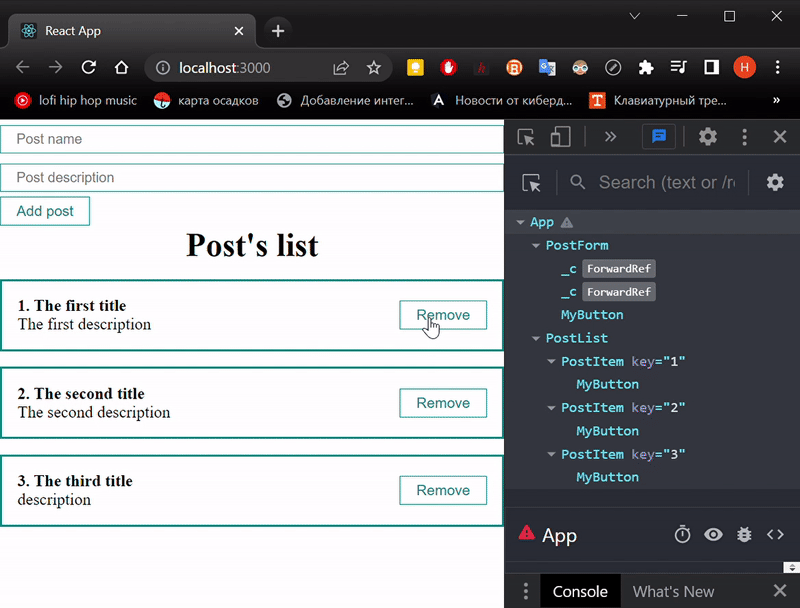 React App
localhost:3000
H
lofi hip hop music
карта осадков
Добавление интег...
Новости от киберд...
Клавиатурный тре...
»
Post name
Post description
Add post
Post's list
1. The first title
The first description
Remove
2. The second title
The second description
Remove
3. The third title
description
Remove
Search (text or /re
App
PostForm
_c ForwardRef
_c ForwardRef
MyButton
PostList
PostItem key="1"
MyButton
PostItem key="2"
MyButton
PostItem key="3"
MyButton
App
Console
What's New